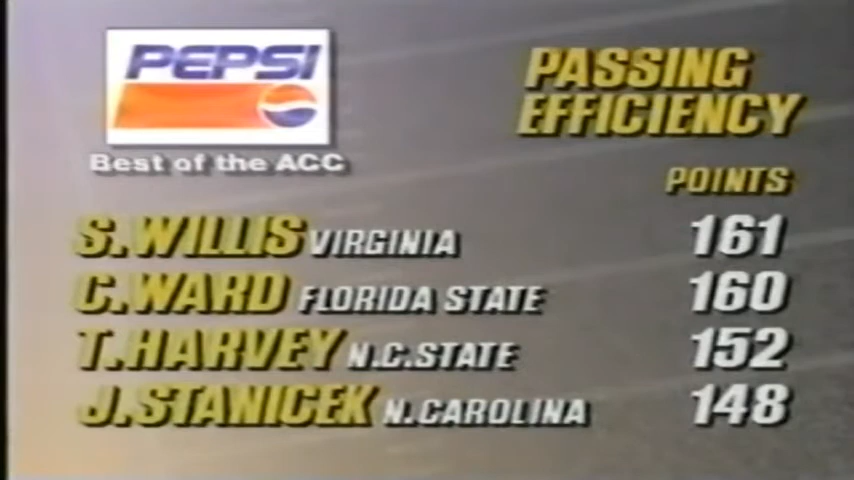 PEPSI
Best of the ACC
PASSING
EFFICIENCY
POINTS
S.WILLIS VIRGINIA 161
C.WARD FLORIDA STATE 160
T.HARVEY N.C.STATE 152
J.STANICEK N.CAROLINA 148